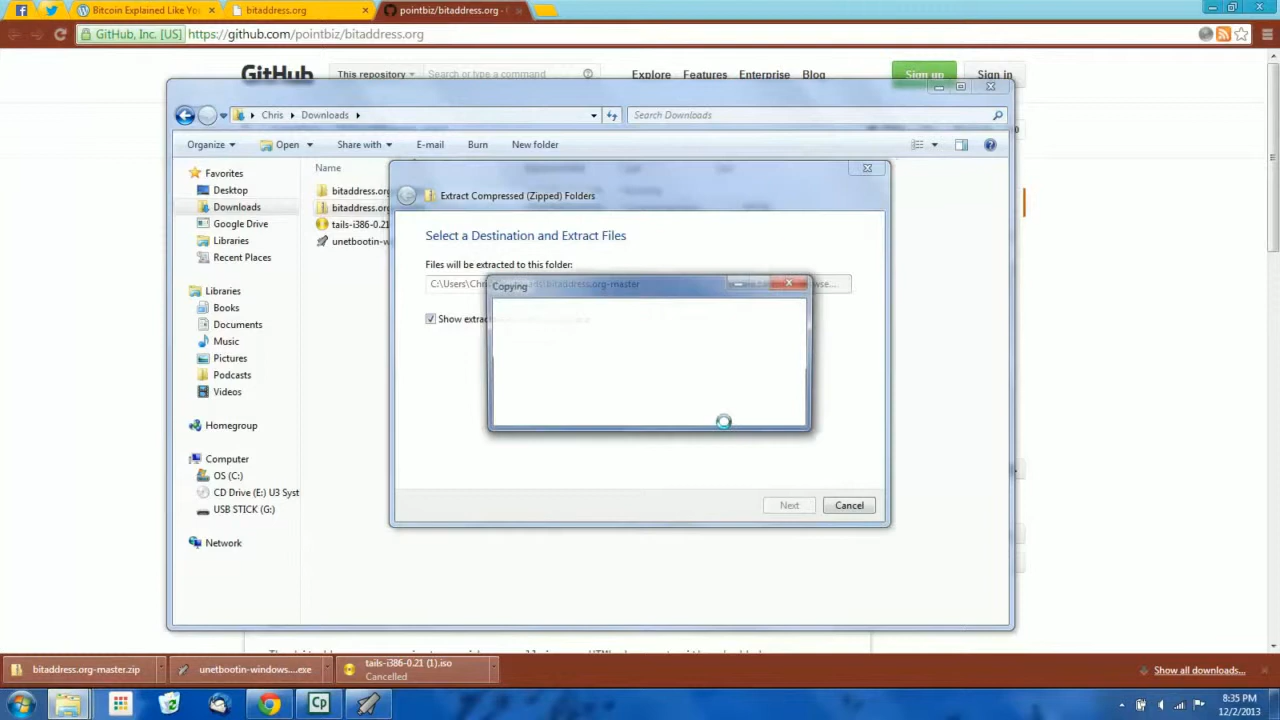 Bitcoin Explained Like Yo
bitaddress.org
pointbiz/bitaddress.org -
GitHub, Inc. [US] https://github.com/pointbiz/bitaddress.org
GitHub
This repository
Search or type a command
Explore
Features
Enterprise
Blog
Sign up
Sign in
Chris
Downloads
Search Downloads
Organize
Open
Share with
E-mail
Burn
New folder
Name
Favorites
Desktop
Downloads
Google Drive
Libraries
Recent Places
Libraries
Books
Documents
Music
Pictures
Podcasts
Videos
Homegroup
Computer
OS (C:)
CD Drive (E:) U3 Syst
USB STICK (G:)
Network
bitaddress.org
bitaddress.org
tails-i386-0.21
unetbootin-w
Extract Compressed (Zipped) Folders
Select a Destination and Extract Files
Files will be extracted to this folder:
C:\Users\Chri
\bitaddress.org-master
Copying
Show extrac
Next
Cancel
bitaddress.org-master.zip
unetbootin-windows....exe
tails-i386-0.21 (1).iso
Cancelled
Show all downloads...
8:35 PM
12/2/2013